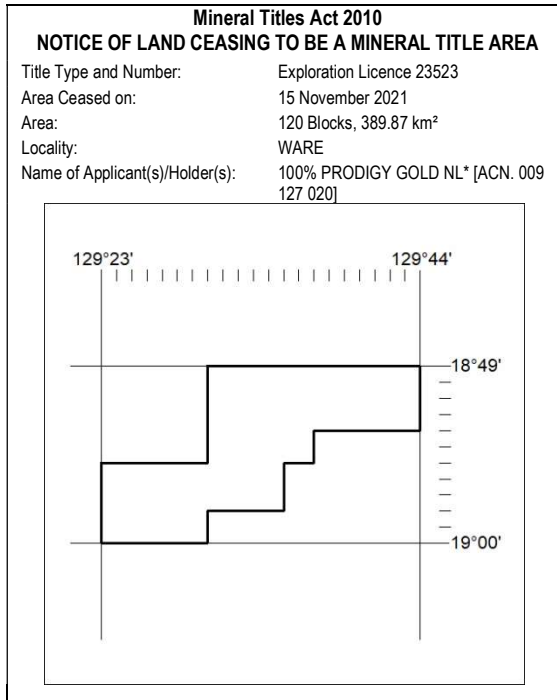 Mineral Titles Act 2010
NOTICE OF LAND CEASING TO BE A MINERAL TITLE AREA
Title Type and Number: Exploration Licence 23523
Area Ceased on: 15 November 2021
Area: 120 Blocks, 389.87 km²
Locality: WARE
Name of Applicant(s)/Holder(s): 100% PRODIGY GOLD NL* [ACN. 009
127 020]
129°23' 129°44'
18°49'
19°00'